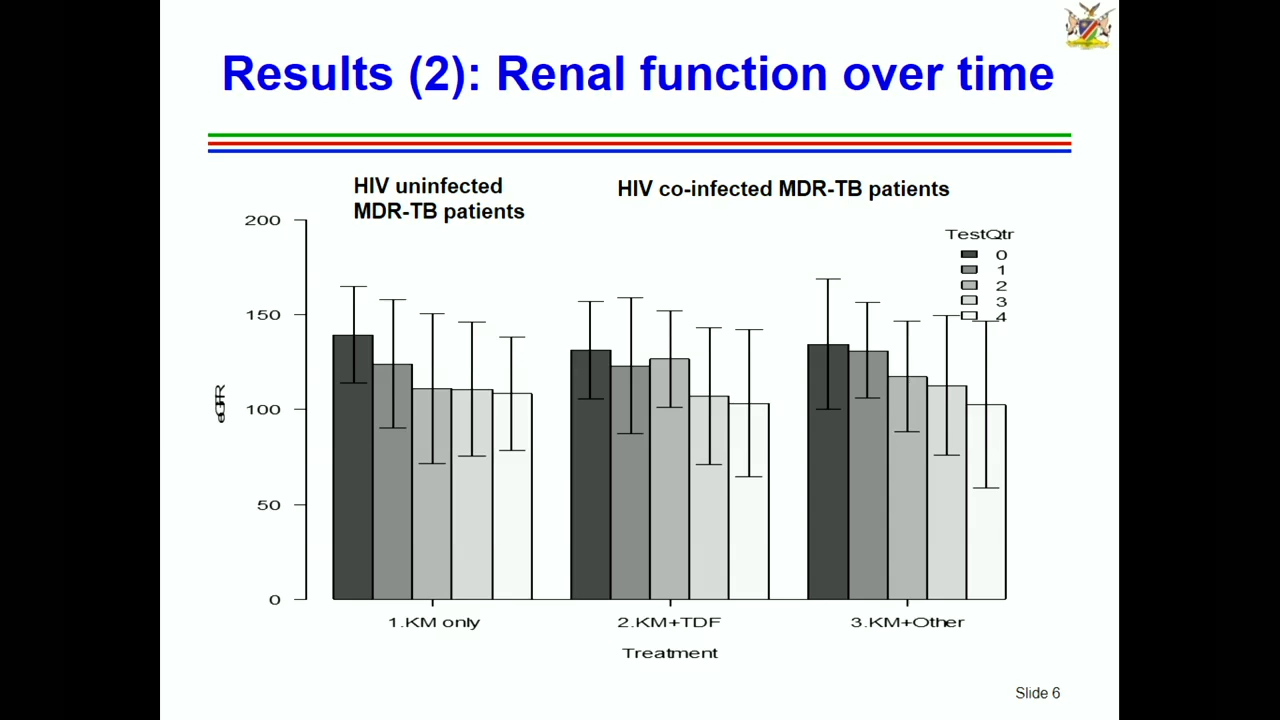 Results (2): Renal function over time
HIV uninfected
MDR-TB patients
HIV co-infected MDR-TB patients
TestQtr
0
1
2
3
4
200
150
100
50
0
eGFR
1.KM only
2.KM+TDF
3.KM+Other
Treatment
Slide 6